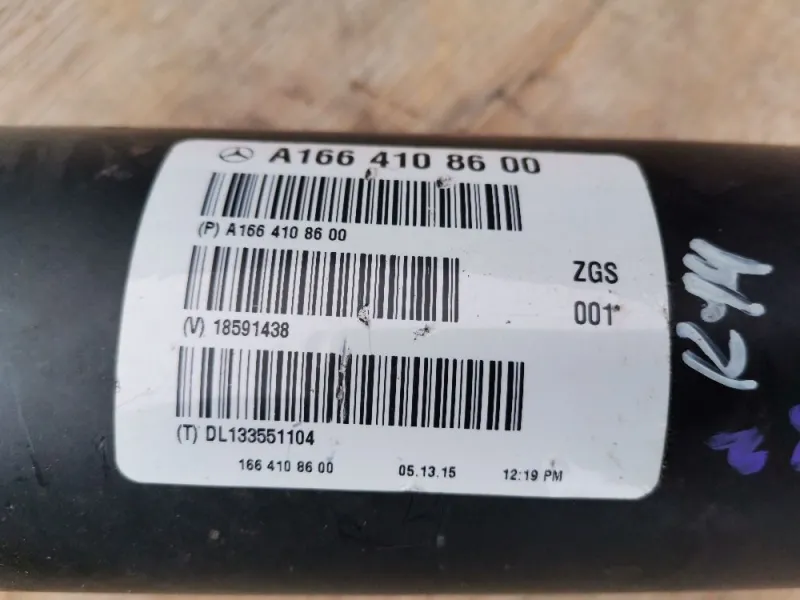 A166 410 86 00
(P) A166 410 86 00
(V) 18591438
ZGS
001*
(T) DL133551104
166 410 86 00 05.13.15 12:19 PM
R-44